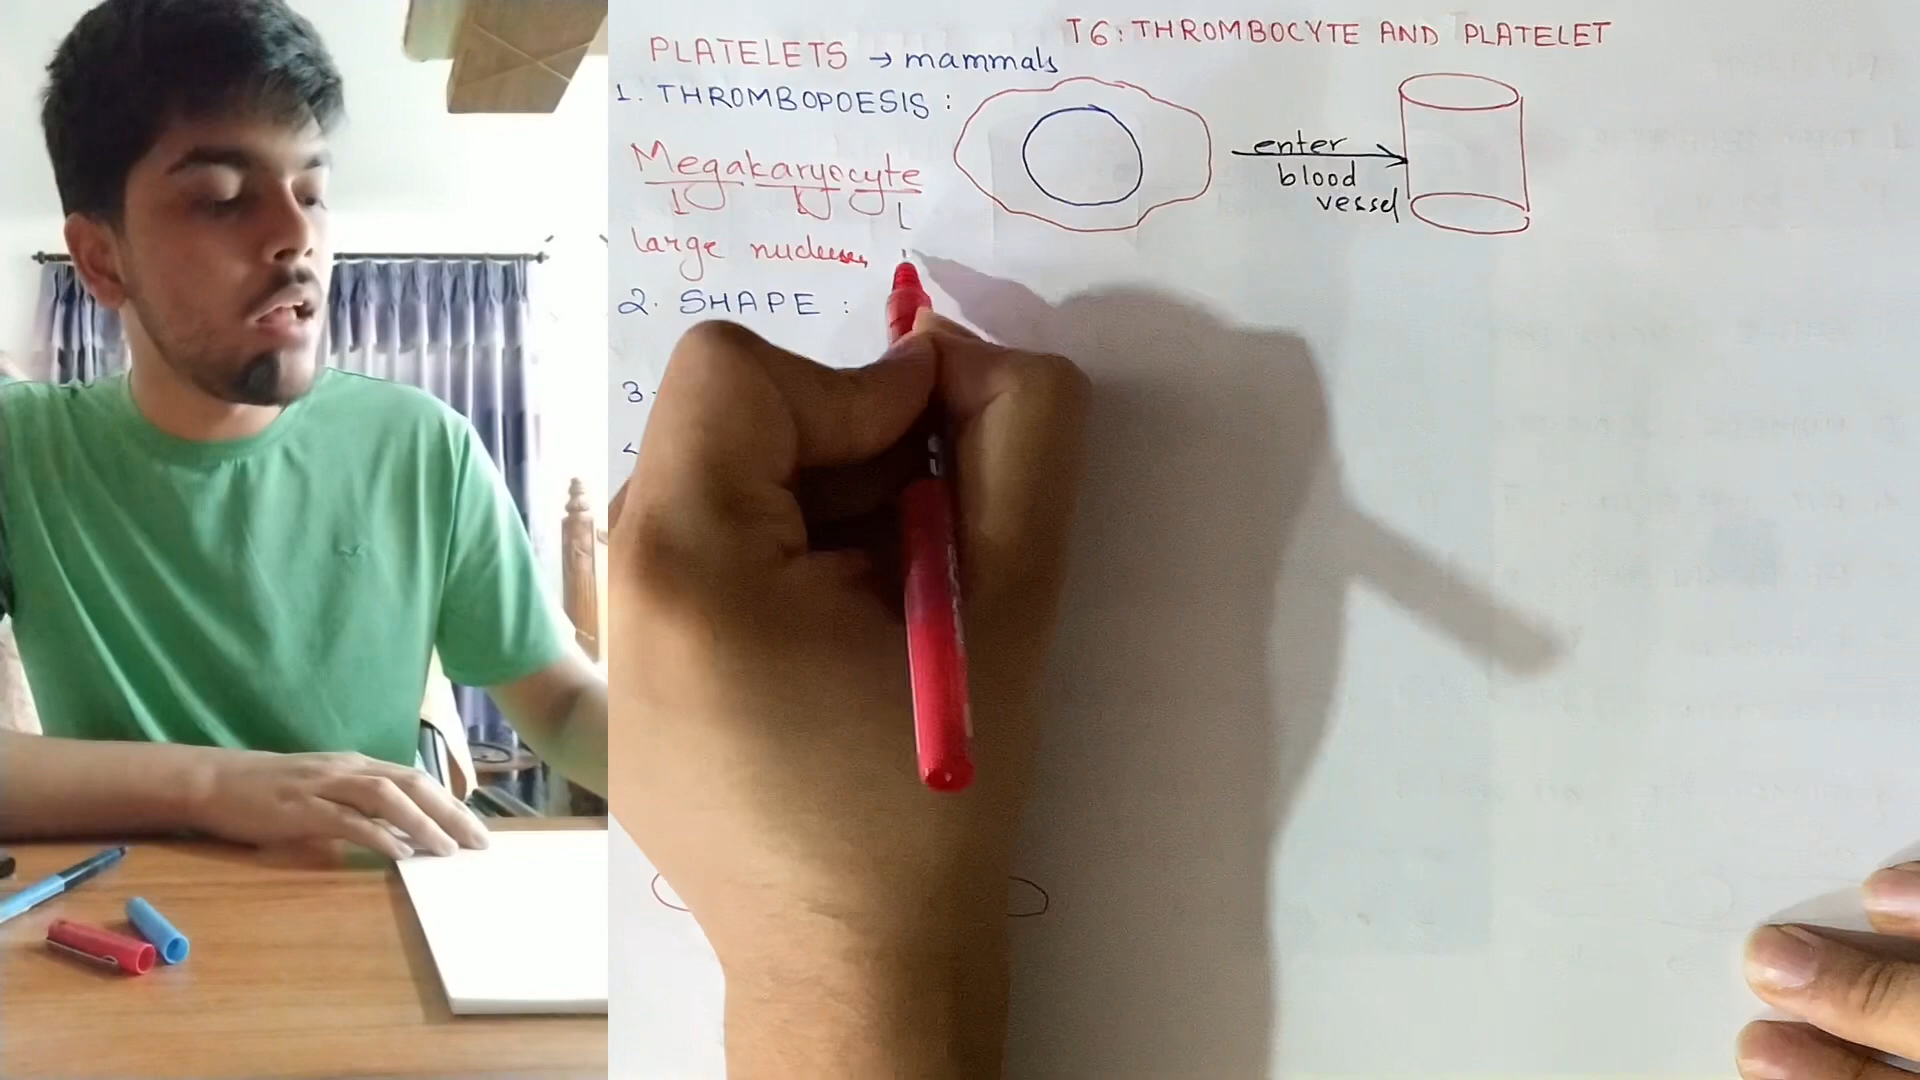 T6: THROMBOCYTE AND PLATELET
PLATELETS → mammals
1. THROMBOPOESIS :
Megakaryocyte
large nucleus
enter
blood
vessel
2. SHAPE :
3.